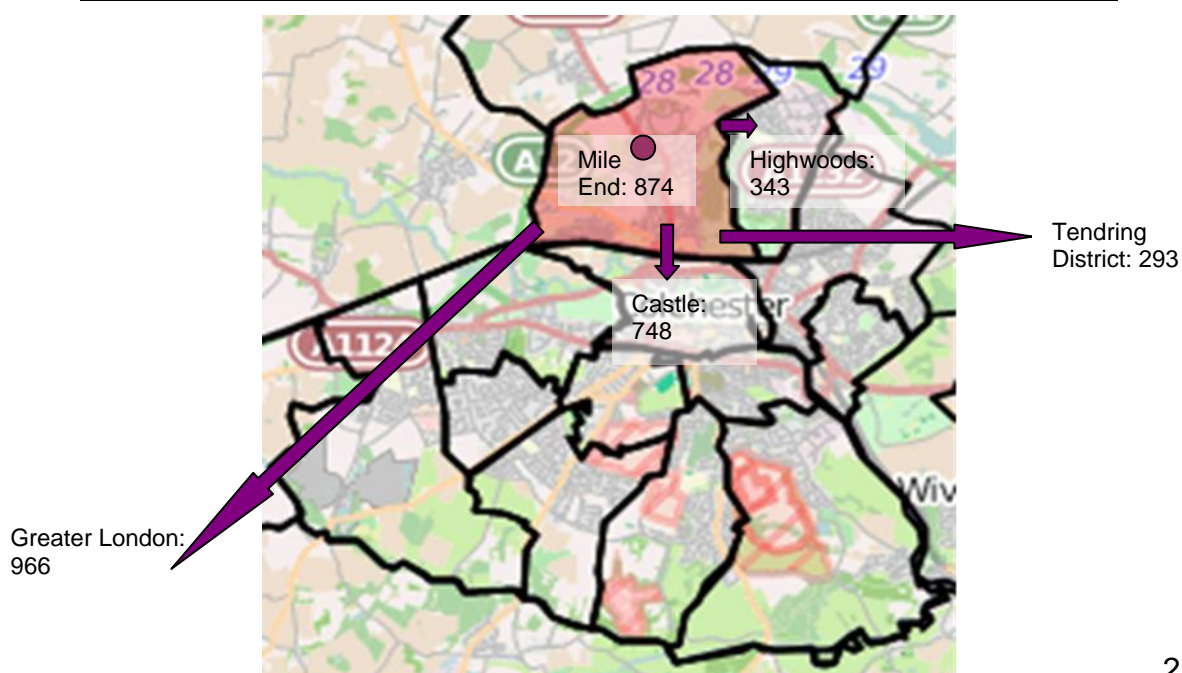 28 28 29 29
Mile
End: 874
Highwoods:
343
Tendring
District: 293
Castle:
748
Colchester
A112
Wiv
Greater London:
966
2